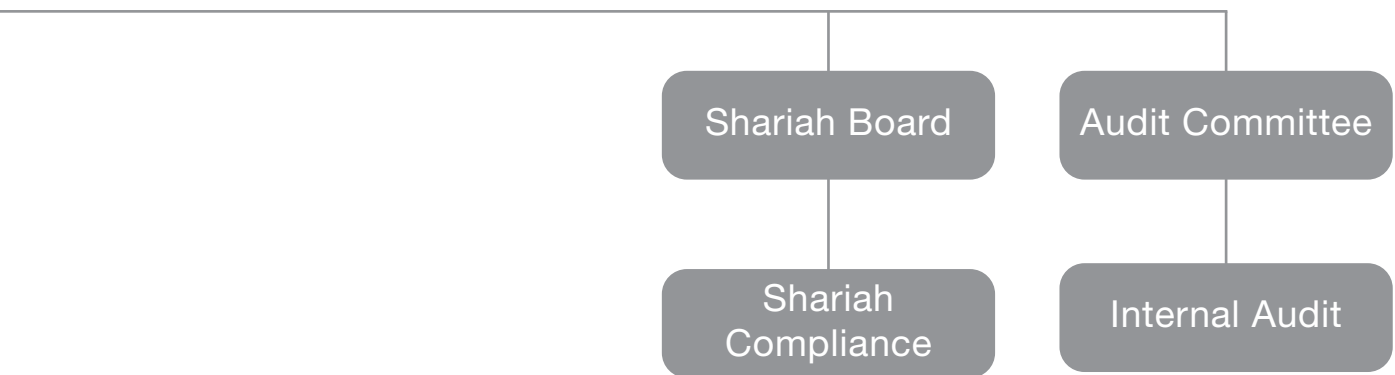 Shariah Board
Audit Committee
Shariah
Compliance
Internal Audit